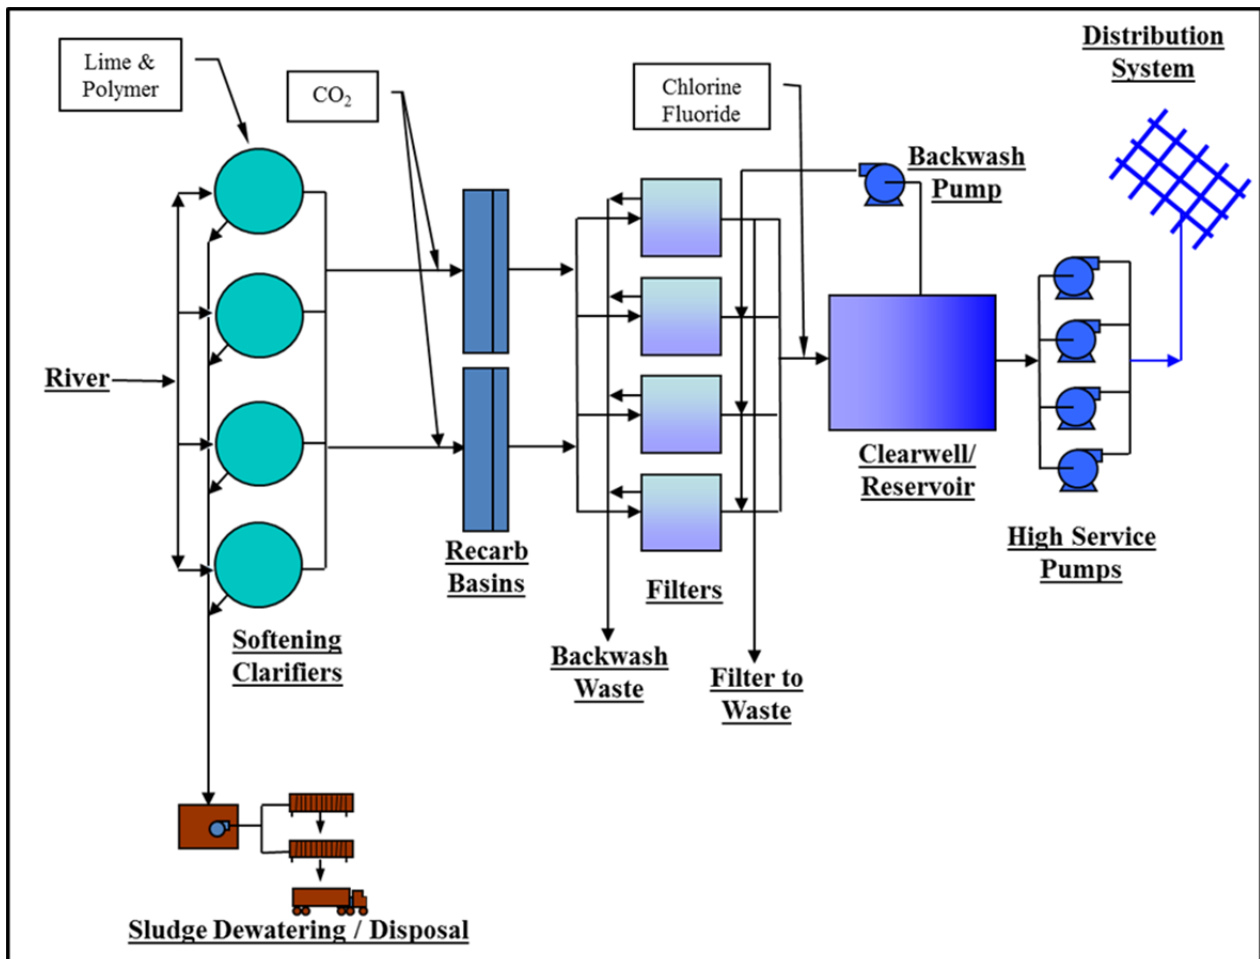 Distribution
System
Lime &
Polymer
CO₂
Chlorine
Fluoride
Backwash
Pump
River
Clearwell/
Reservoir
High Service
Pumps
Recarb
Basins
Filters
Softening
Clarifiers
Backwash
Waste
Filter to
Waste
Sludge Dewatering / Disposal